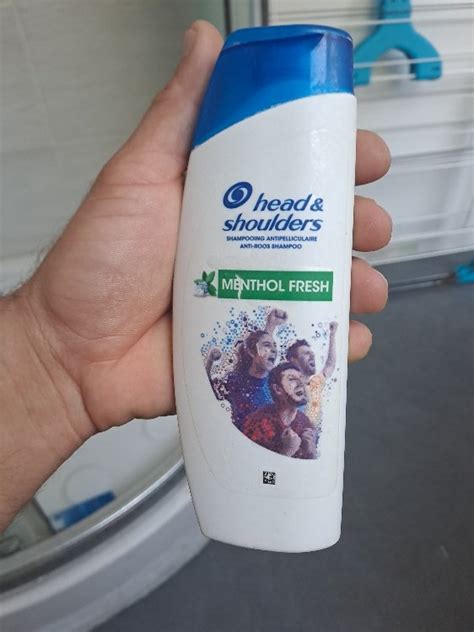 head &
shoulders
SHAMPOOING ANTIPELLICULAIRE
ANTI-ROOS SHAMPOO
MENTHOL FRESH